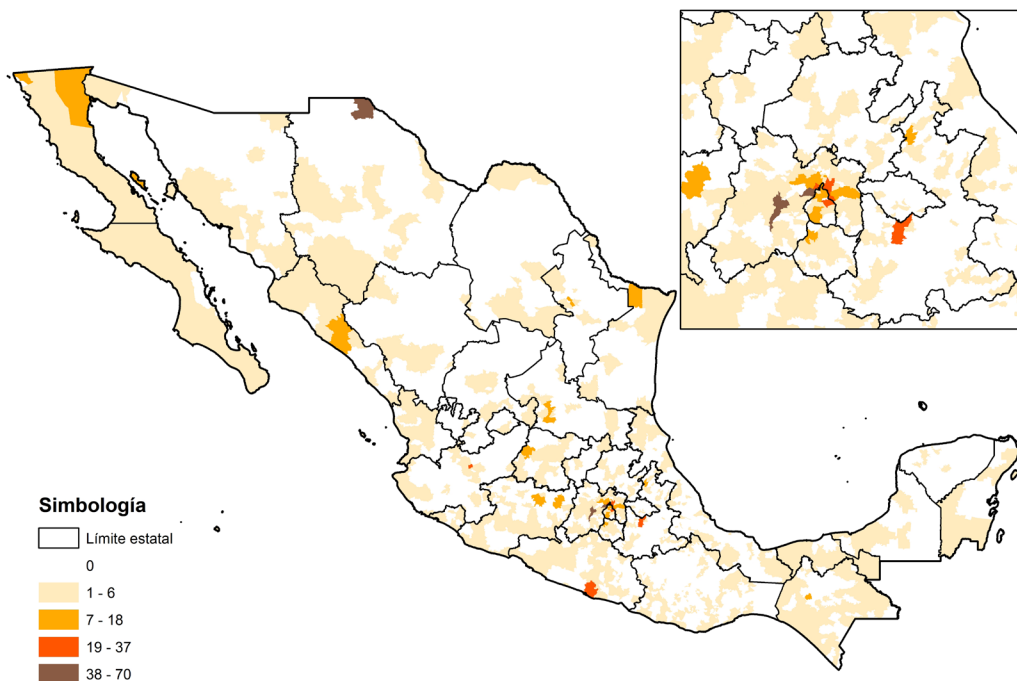 Simbología
Límite estatal
0
1 - 6
7 - 18
19 - 37
38 - 70